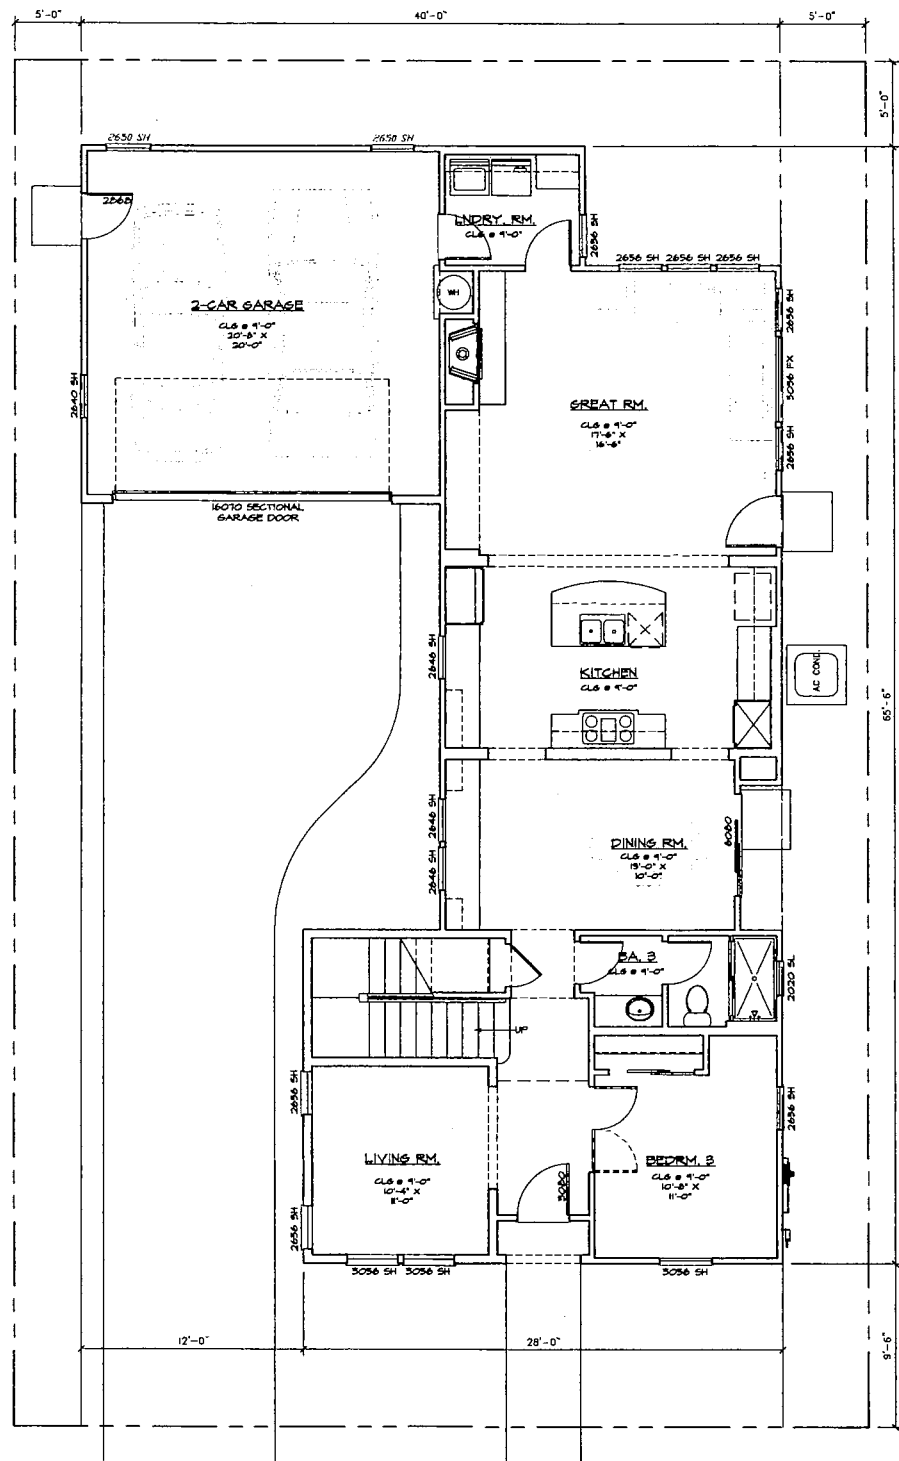 5'-0"
40'-0"
5'-0"
5'-0"
2650 SH
2650 SH
2868
LNDRY. RM.
CLG @ 9'-0"
2656 SH
2656 SH
2656 SH
2656 SH
WH
2-CAR GARAGE
CLG @ 9'-0"
20'-8" X
20'-0"
2656 SH
3056 FX
2640 SH
GREAT RM.
CLG @ 9'-0"
17'-6" X
16'-6"
2656 SH
16070 SECTIONAL
GARAGE DOOR
2646 SH
KITCHEN
CLG @ 9'-0"
AC COND.
65'-6"
2646 SH
2646 SH
DINING RM.
CLG @ 9'-0"
15'-0" X
10'-0"
6080
BA. 3
CLG @ 9'-0"
2020 SL
UP
2656 SH
2656 SH
LIVING RM.
CLG @ 9'-0"
10'-4" X
11'-0"
BEDRM. 3
CLG @ 9'-0"
10'-8" X
11'-0"
3080
2656 SH
3056 SH
3056 SH
3056 SH
12'-0"
28'-0"
9'-6"